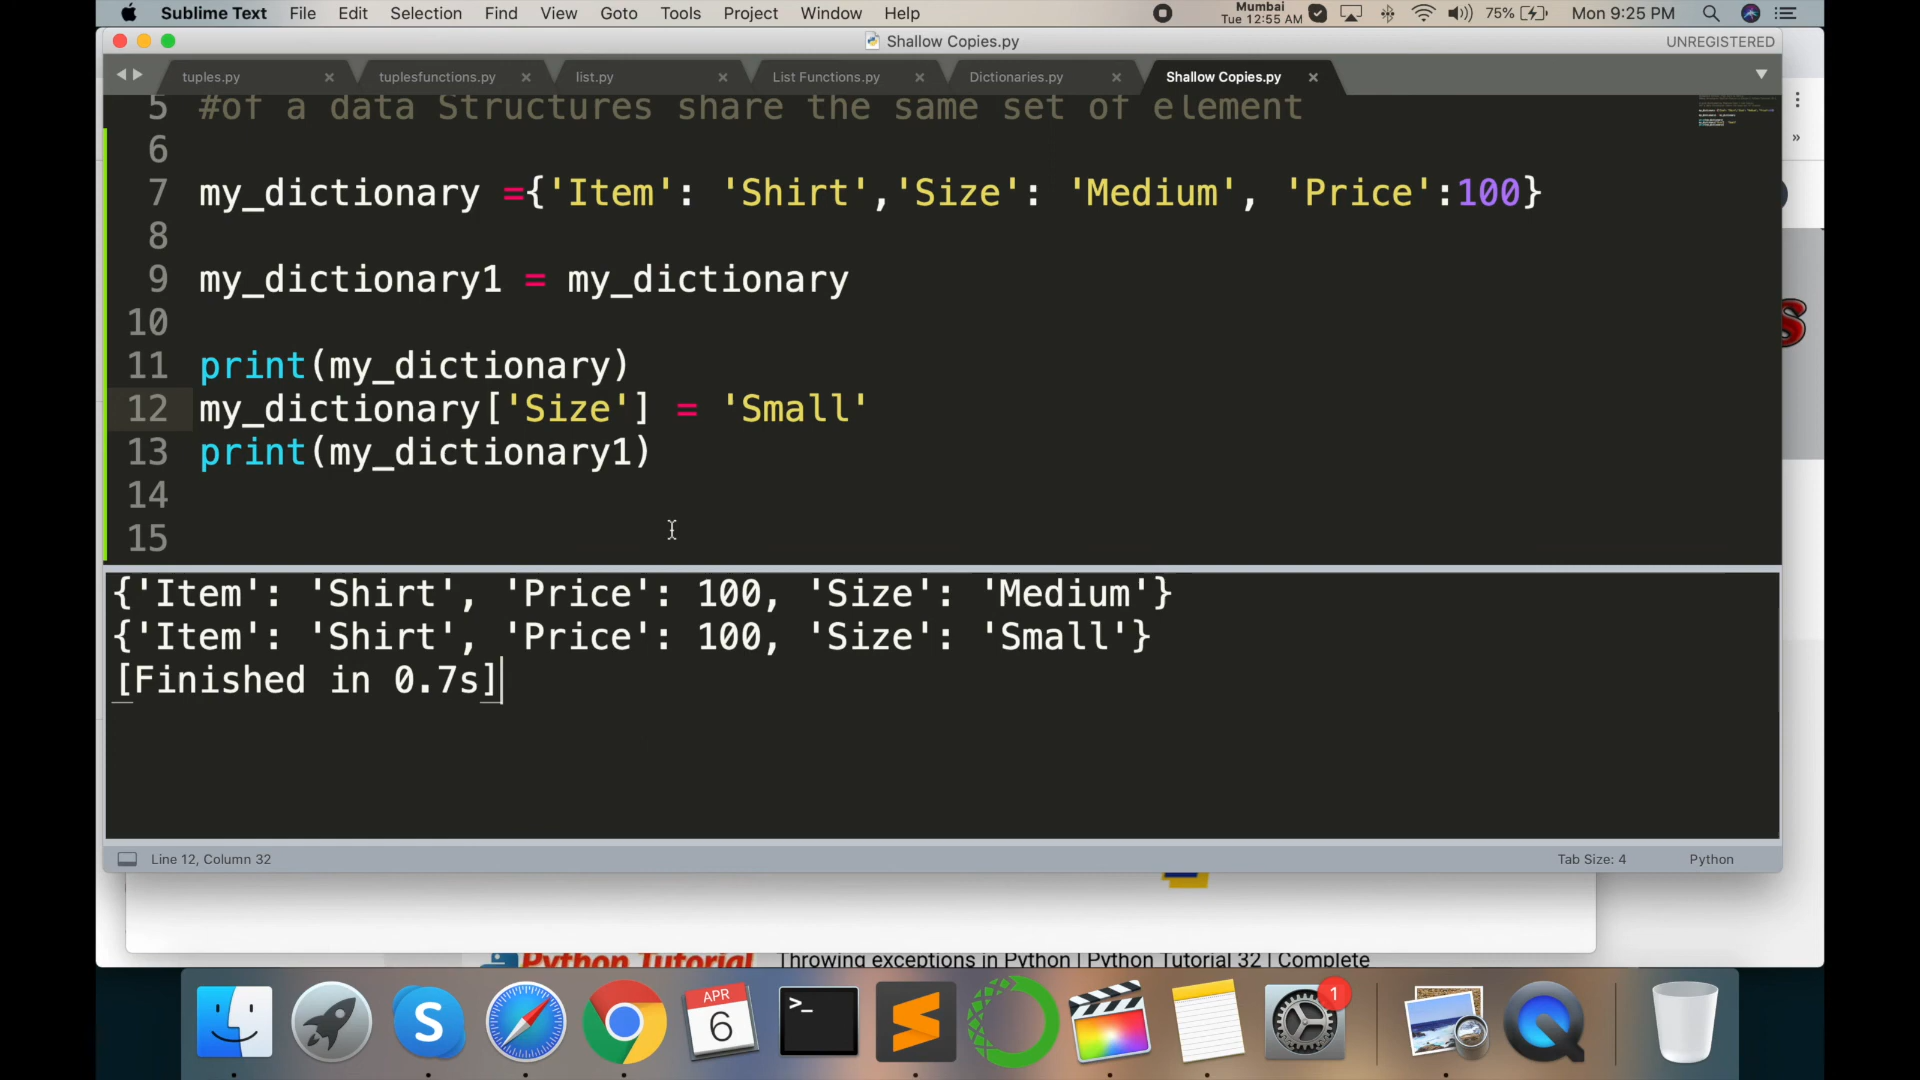 Sublime Text File Edit Selection Find View Goto Tools Project Window Help Mumbai Tue 12:55 AM 75% Mon 9:25 PM
Shallow Copies.py UNREGISTERED
tuples.py tuplesfunctions.py list.py List Functions.py Dictionaries.py Shallow Copies.py
5 #of a data Structures share the same set of element
6
7 my_dictionary ={'Item': 'Shirt','Size': 'Medium', 'Price':100}
8
9 my_dictionary1 = my_dictionary
10
11 print(my_dictionary)
12 my_dictionary['Size'] = 'Small'
13 print(my_dictionary1)
14
15
{'Item': 'Shirt', 'Price': 100, 'Size': 'Medium'}
{'Item': 'Shirt', 'Price': 100, 'Size': 'Small'}
[Finished in 0.7s]
Line 12, Column 32 Tab Size: 4 Python
Python Tutorial Throwing exceptions in Python | Python Tutorial 32 | Complete
APR
6
1